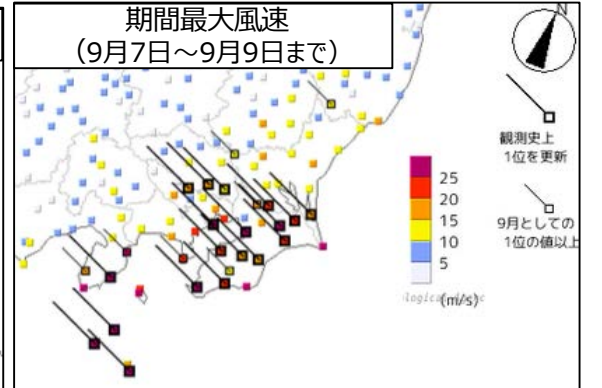 期間最大風速
（9月7日～9月9日まで）
N
観測史上
1位を更新
9月としての
1位の値以上
25
20
15
10
5
(m/s)